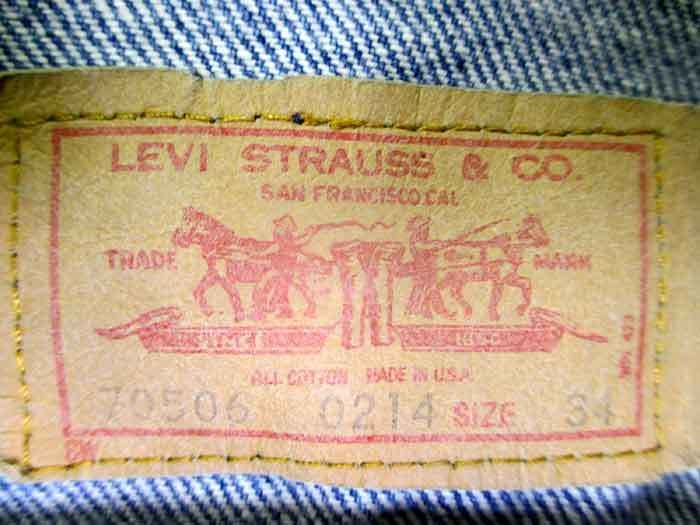 LEVI STRAUSS & CO.
SAN FRANCISCO.CAL
TRADE MARK
ALL COTTON MADE IN U.S.A.
70506 0214 SIZE 34